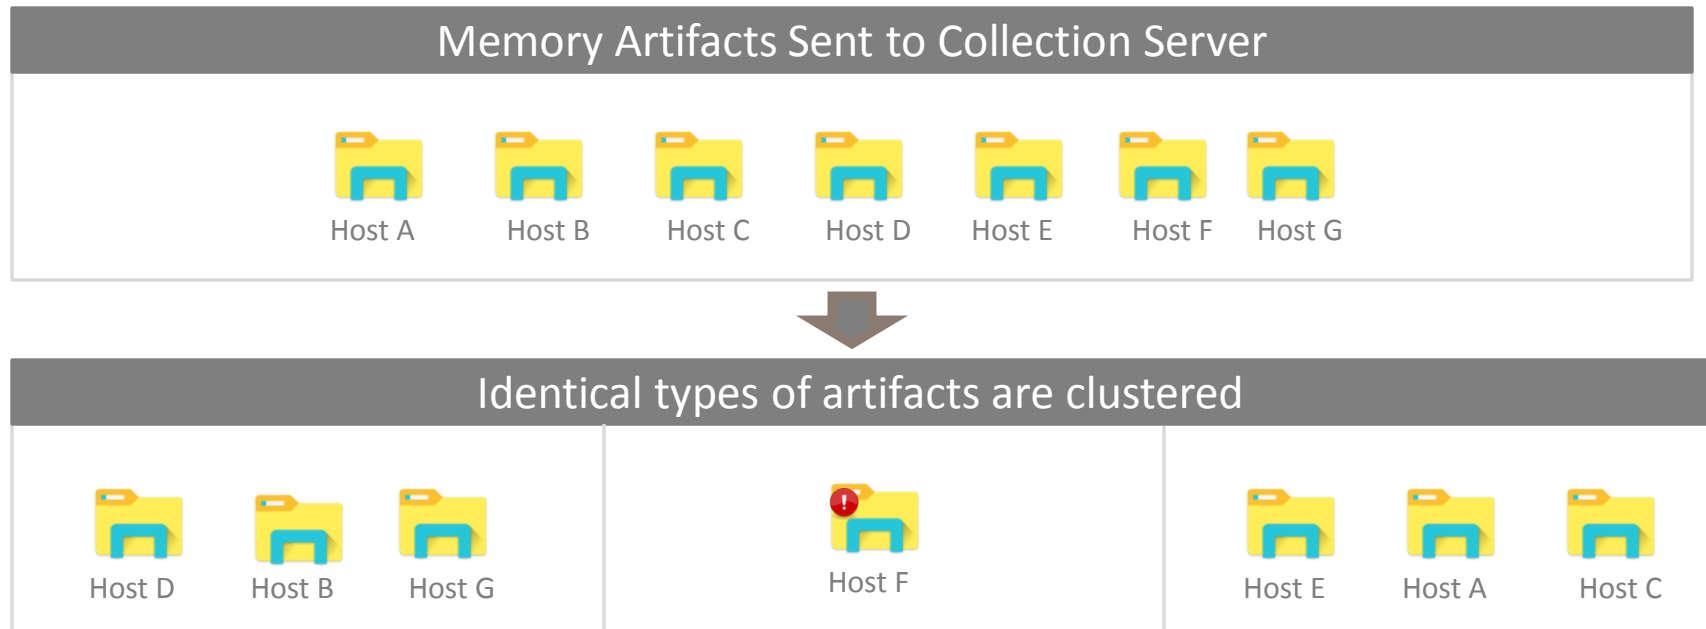 Memory Artifacts Sent to Collection Server
Host A Host B Host C Host D Host E Host F Host G
Identical types of artifacts are clustered
Host D Host B Host G Host F Host E Host A Host C